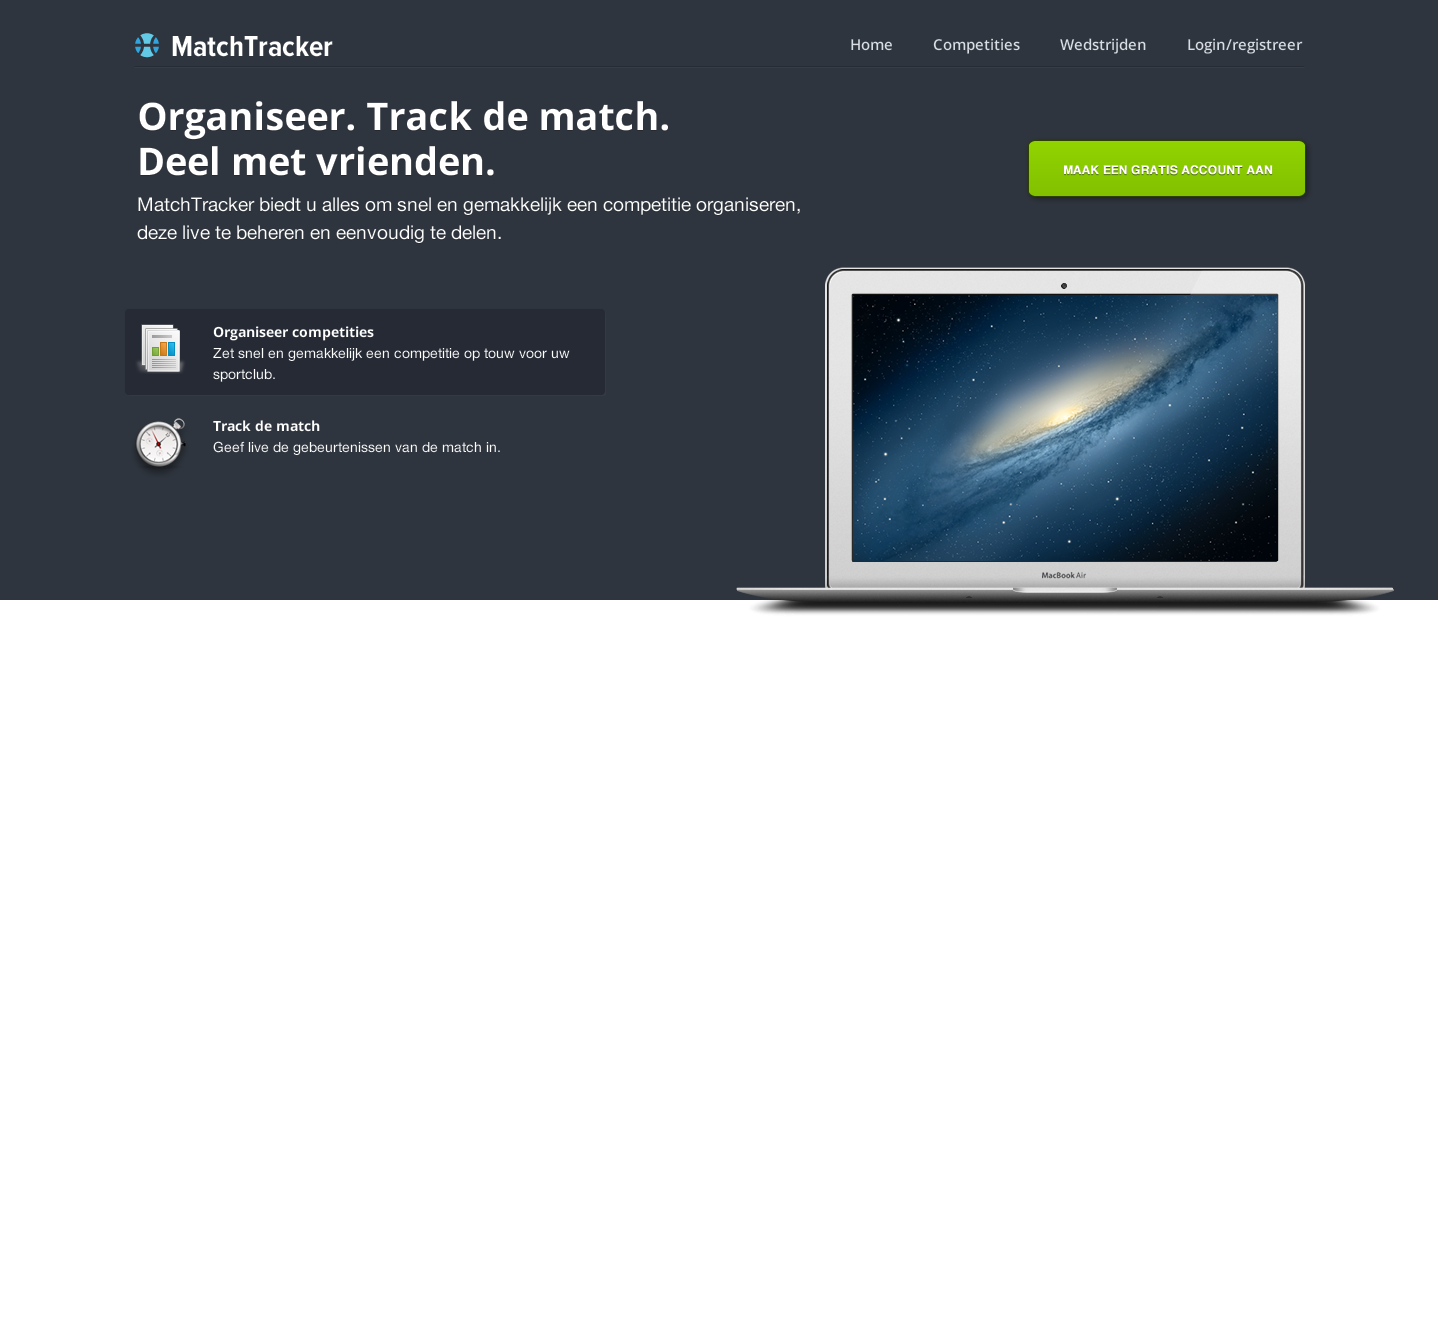 MatchTracker
Home Competities Wedstrijden Login/registreer
Organiseer. Track de match.
Deel met vrienden.
MatchTracker biedt u alles om snel en gemakkelijk een competitie organiseren,
deze live te beheren en eenvoudig te delen.
MAAK EEN GRATIS ACCOUNT AAN
Organiseer competities
Zet snel en gemakkelijk een competitie op touw voor uw
sportclub.
Track de match
Geef live de gebeurtenissen van de match in.
MacBook Air